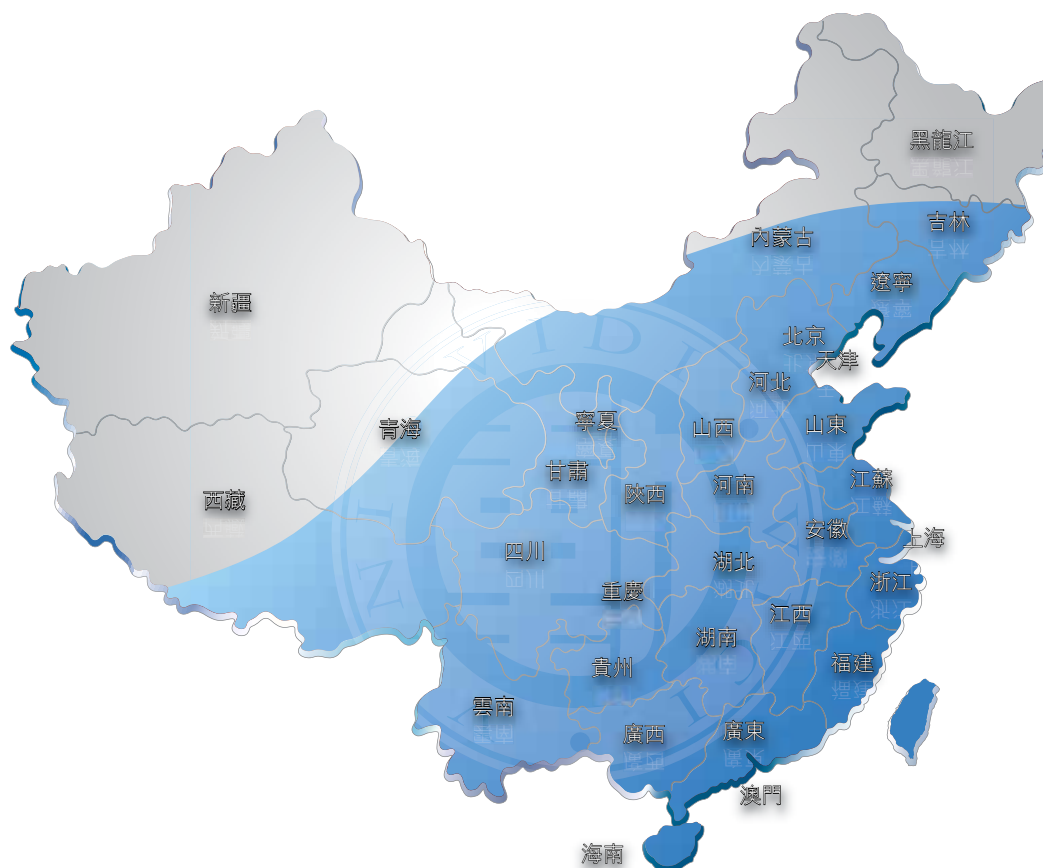 黑龍江
吉林
內蒙古
遼寧
新疆
北京
天津
河北
寧夏
山西
山東
青海
甘肅
陝西
河南
江蘇
西藏
安徽
上海
四川
湖北
浙江
重慶
江西
湖南
福建
貴州
雲南
廣西
廣東
澳門
海南